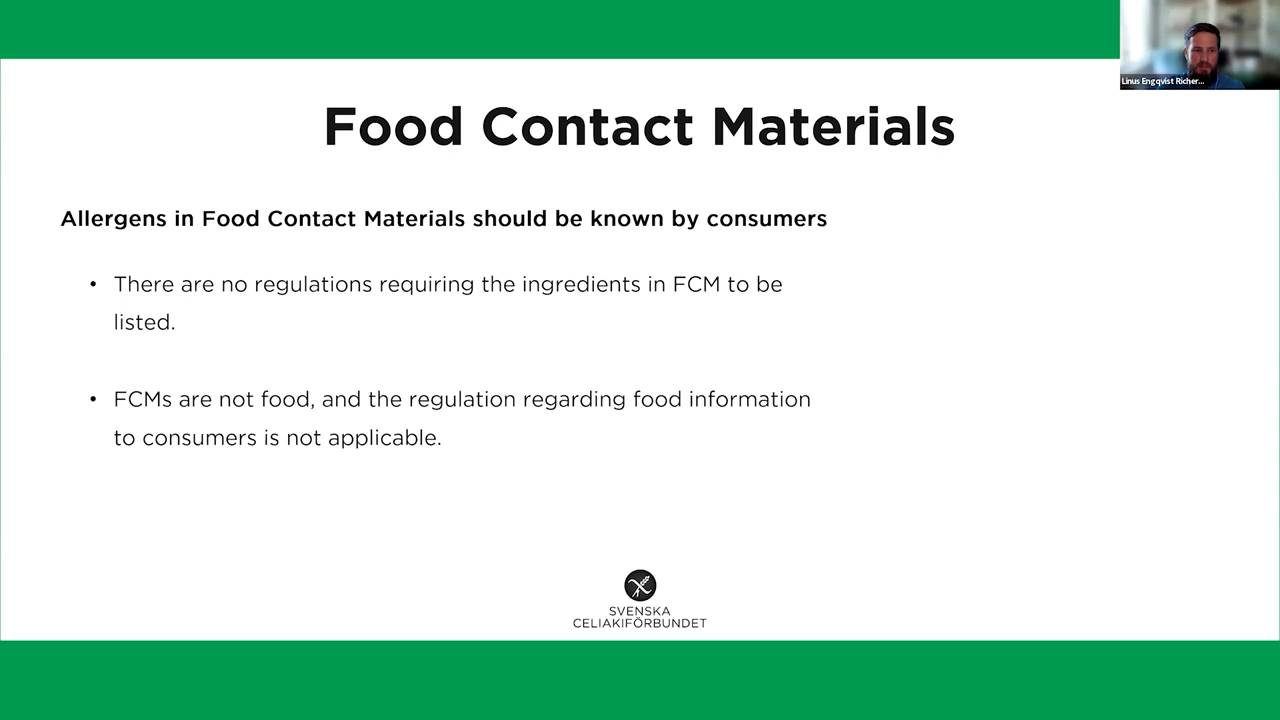 Linus Engqvist Richer...
Food Contact Materials
Allergens in Food Contact Materials should be known by consumers
• There are no regulations requiring the ingredients in FCM to be
listed.
• FCMs are not food, and the regulation regarding food information
to consumers is not applicable.
SVENSKA
CELIAKIFÖRBUNDET